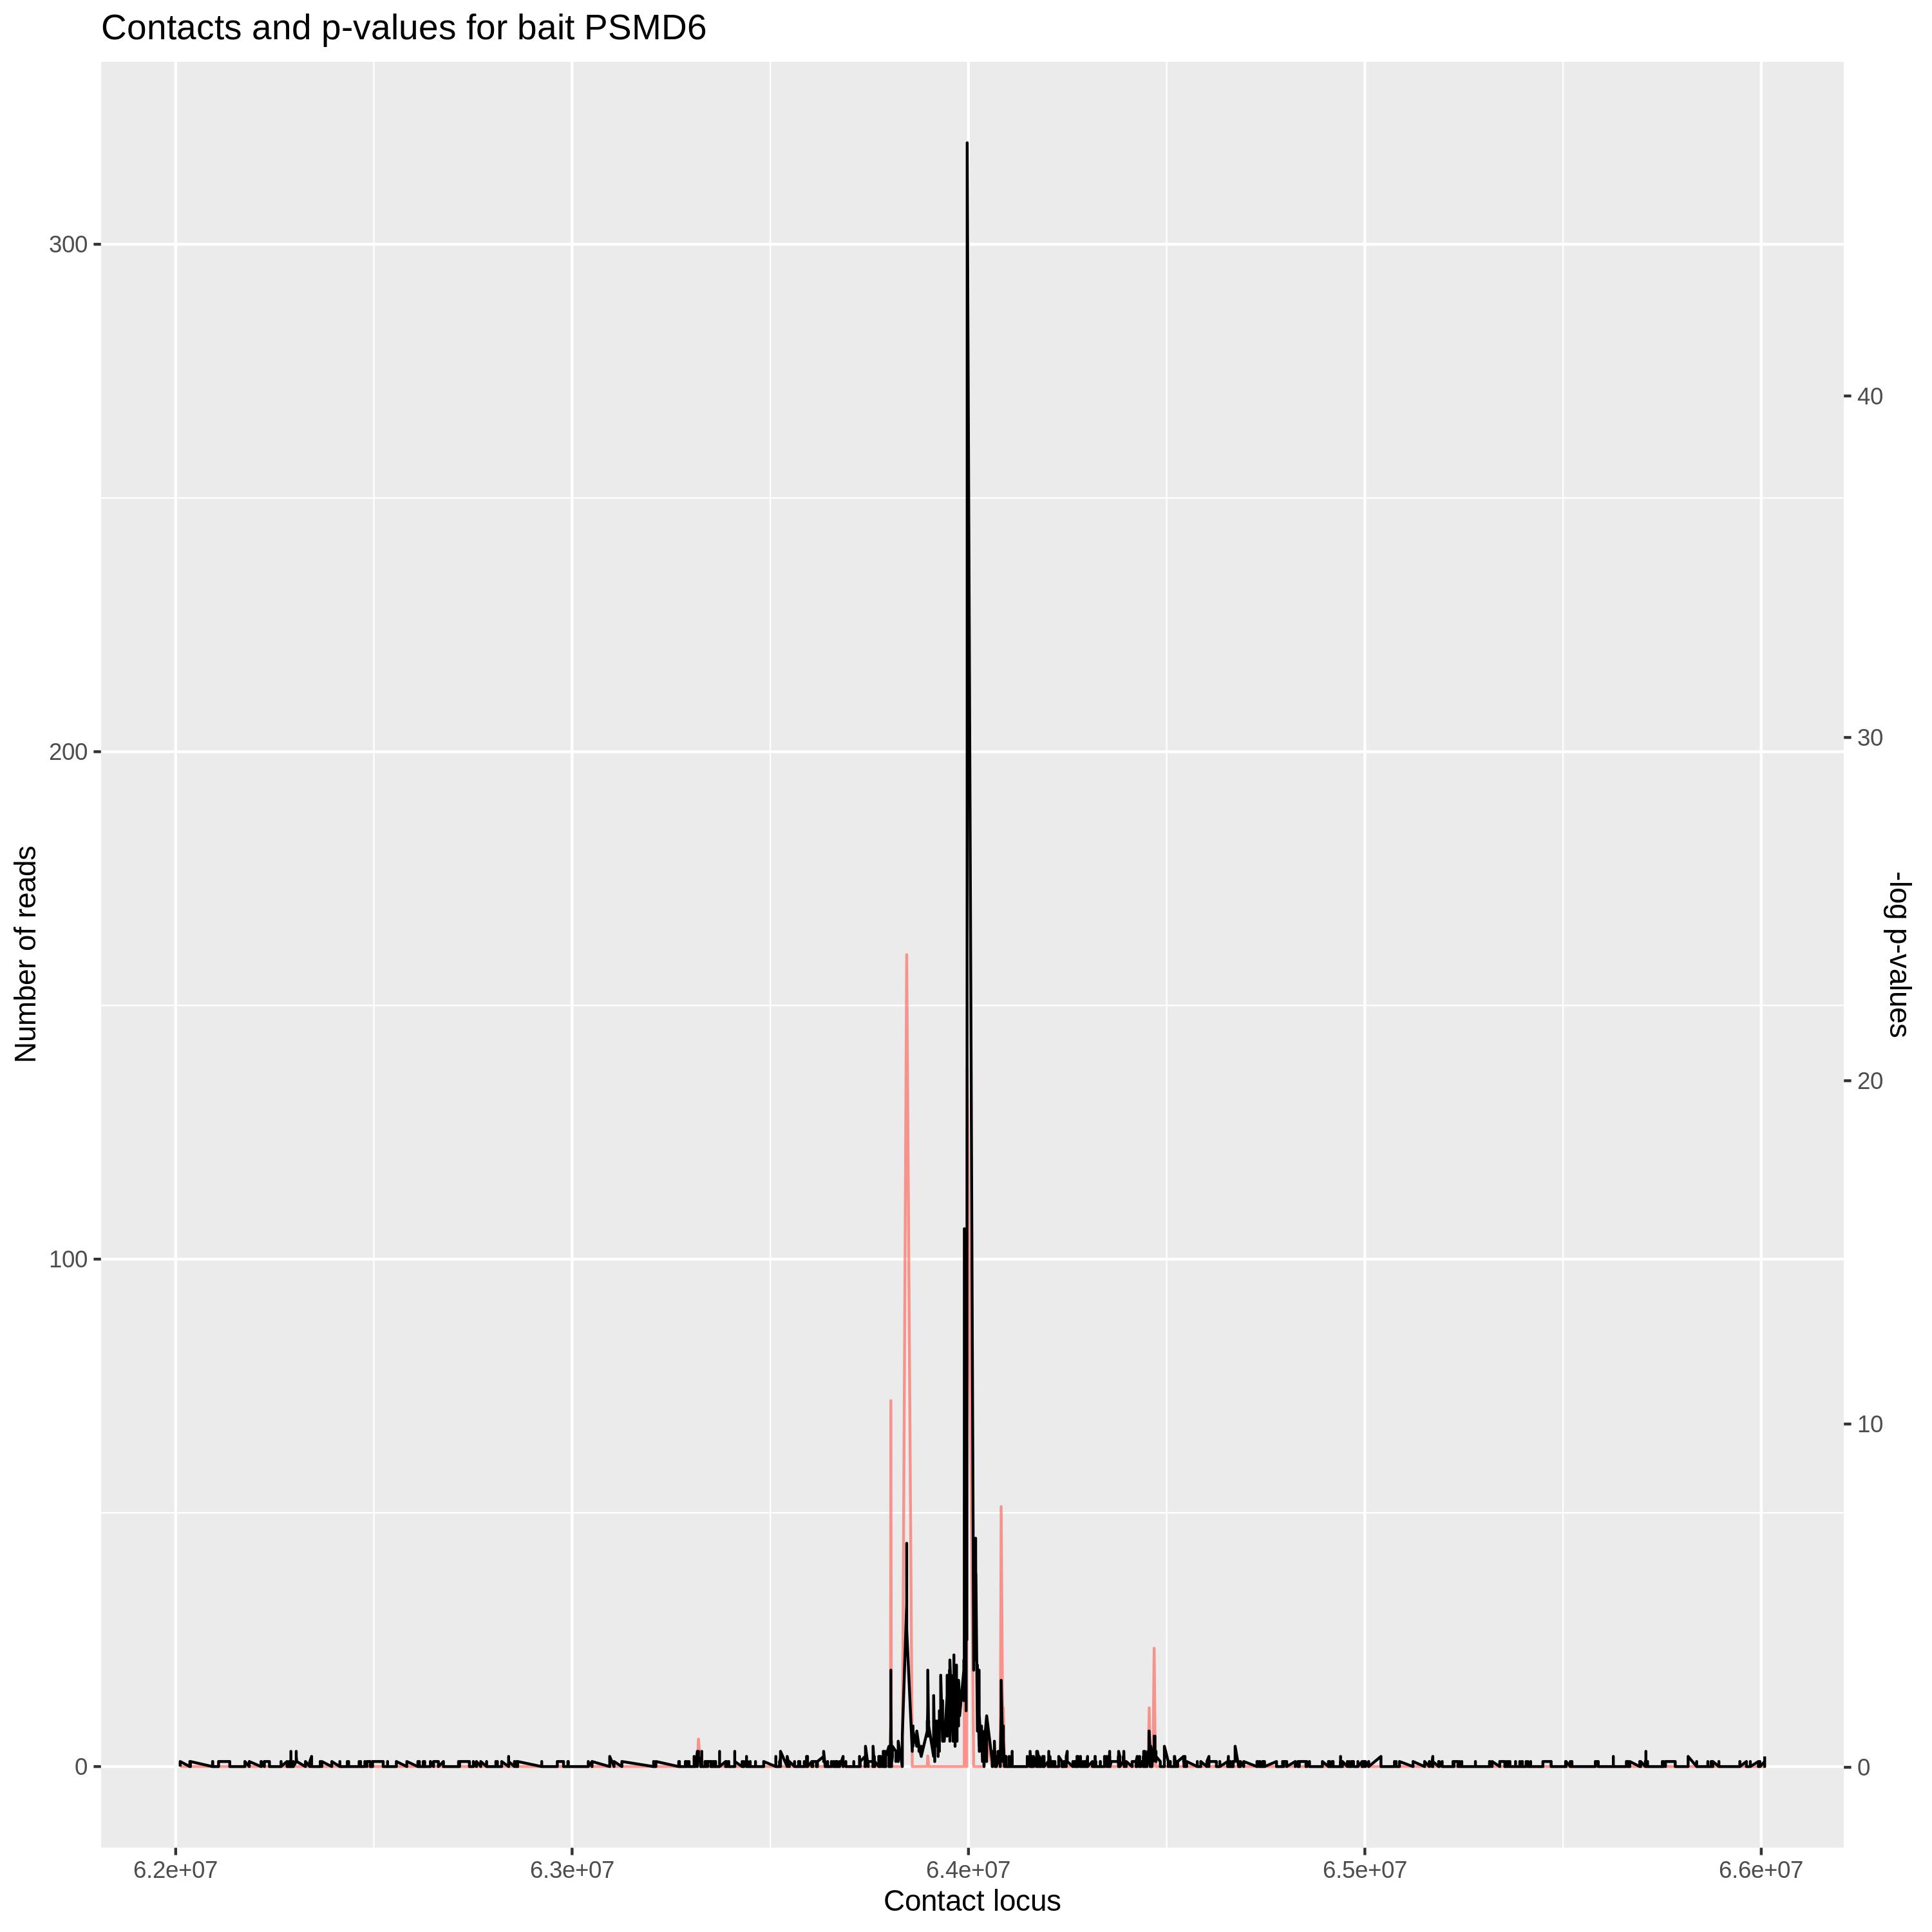 Contacts and p-values for bait PSMD6
300
200
100
0
Number of reads
40
30
20
10
0
-log p-values
6.2e+07
6.3e+07
6.4e+07
6.5e+07
6.6e+07
Contact locus